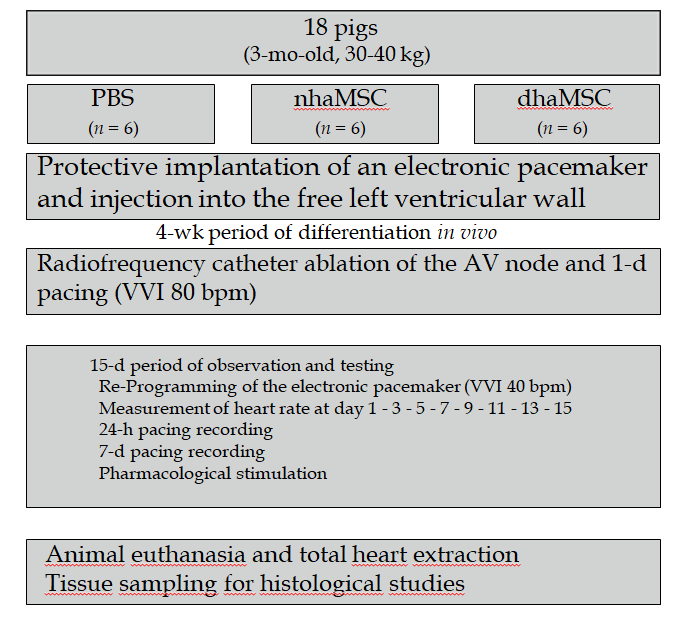 18 pigs
(3-mo-old, 30-40 kg)
PBS
(n = 6)
nhaMSC
(n = 6)
dhaMSC
(n = 6)
Protective implantation of an electronic pacemaker
and injection into the free left ventricular wall
4-wk period of differentiation in vivo
Radiofrequency catheter ablation of the AV node and 1-d
pacing (VVI 80 bpm)
15-d period of observation and testing
Re-Programming of the electronic pacemaker (VVI 40 bpm)
Measurement of heart rate at day 1 - 3 - 5 - 7 - 9 - 11 - 13 - 15
24-h pacing recording
7-d pacing recording
Pharmacological stimulation
Animal euthanasia and total heart extraction
Tissue sampling for histological studies